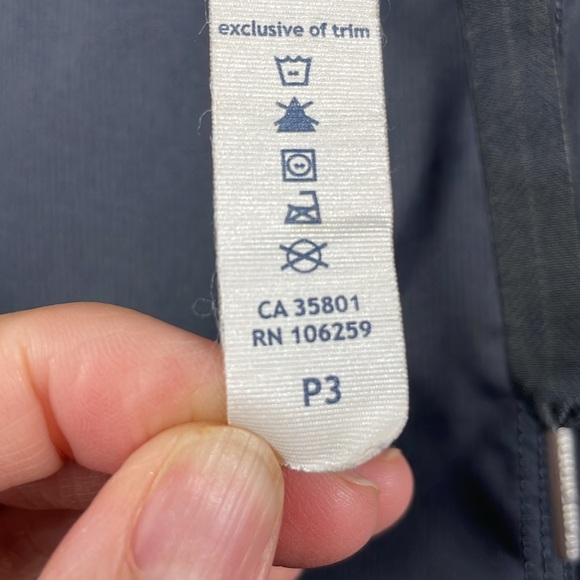 exclusive of trim
CA 35801
RN 106259
P3